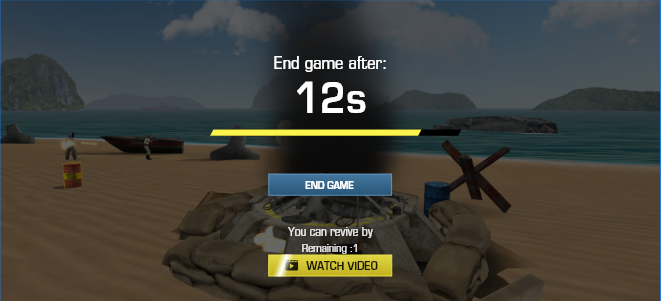 End game after:
12s
END GAME
You can revive by
Remaining :1
WATCH VIDEO